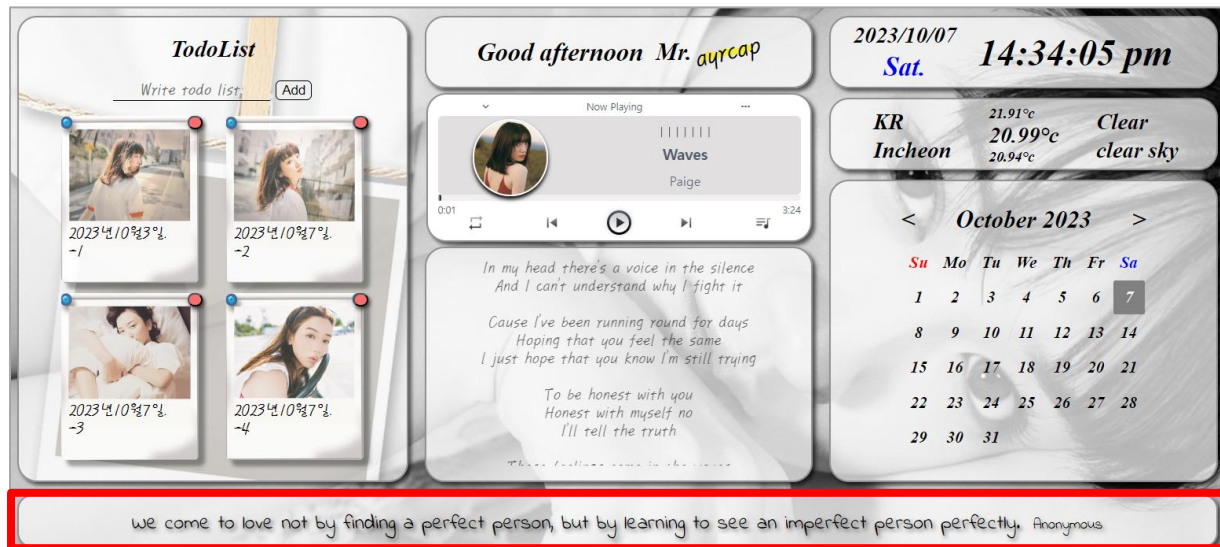 TodoList
Write todo list,
Add
2023년10월3일.
-1
2023년10월7일.
-2
2023년10월7일.
-3
2023년10월7일.
-4
Good afternoon Mr. ayrcap
Now Playing
Waves
Paige
0:01
3:24
In my head there's a voice in the silence
And I can't understand why I fight it
Cause I've been running round for days
Hoping that you feel the same
I just hope that you know I'm still trying
To be honest with you
Honest with myself no
I'll tell the truth
2023/10/07
Sat.
14:34:05 pm
KR
Incheon
21.91°c
20.99°c
20.94°c
Clear
clear sky
< October 2023 >
Su Mo Tu We Th Fr Sa
1 2 3 4 5 6 7
8 9 10 11 12 13 14
15 16 17 18 19 20 21
22 23 24 25 26 27 28
29 30 31
We come to love not by finding a perfect person, but by learning to see an imperfect person perfectly. Anonymous